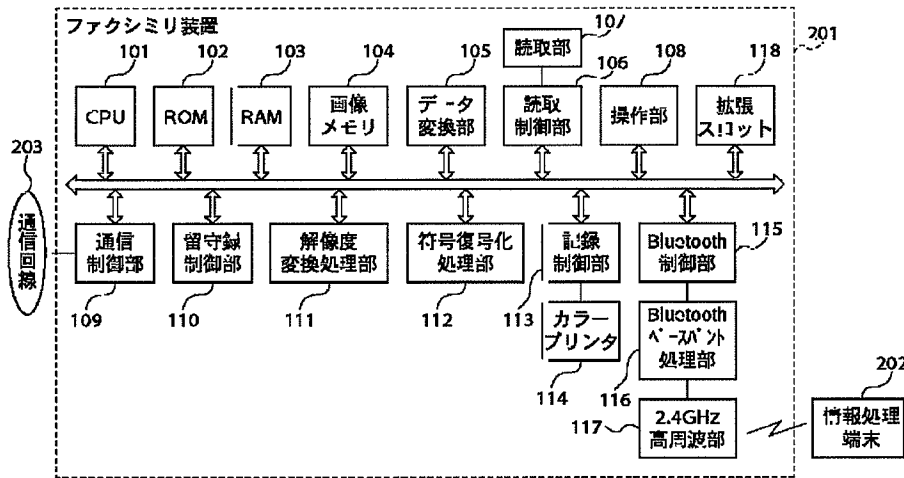 ファクシミリ装置
101
102
103
104
105
107
106
108
118
201
読取部
CPU
ROM
RAM
画像
メモリ
データ
変換部
読取
制御部
操作部
拡張
スロット
203
通信回線
通信
制御部
留守録
制御部
解像度
変換処理部
符号復号化
処理部
記録
制御部
Bluetooth
制御部
115
109
110
111
112
113
カラー
プリンタ
114
Bluetooth
ベースバンド
処理部
116
202
117
2.4GHz
高周波部
情報処理
端末